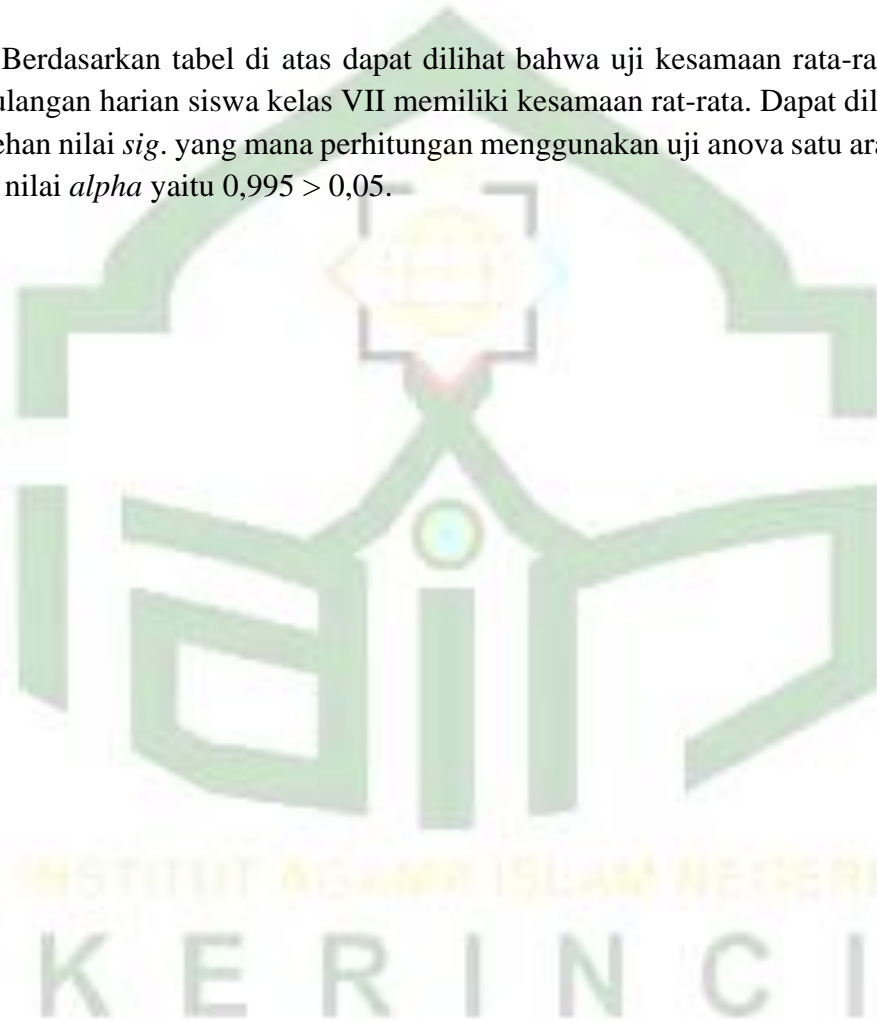 Berdasarkan tabel di atas dapat dilihat bahwa uji kesamaan rata-ra
ulangan harian siswa kelas VII memiliki kesamaan rat-rata. Dapat dil
ehan nilai sig. yang mana perhitungan menggunakan uji anova satu ara
nilai alpha yaitu 0,995 > 0,05.
INSTITUT AGAMA ISLAM NEGERI
KERINCI